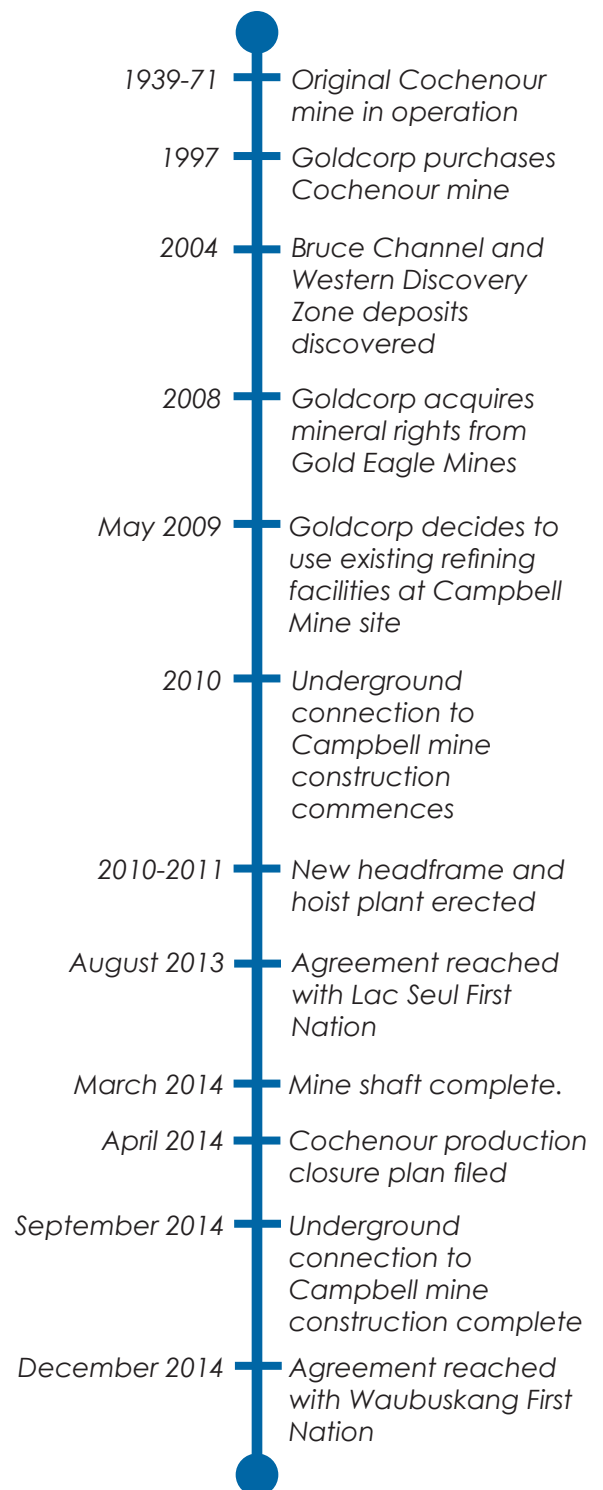 1939-71
Original Cochenour
mine in operation
1997
Goldcorp purchases
Cochenour mine
2004
Bruce Channel and
Western Discovery
Zone deposits
discovered
2008
Goldcorp acquires
mineral rights from
Gold Eagle Mines
May 2009
Goldcorp decides to
use existing refining
facilities at Campbell
Mine site
2010
Underground
connection to
Campbell mine
construction
commences
2010-2011
New headframe and
hoist plant erected
August 2013
Agreement reached
with Lac Seul First
Nation
March 2014
Mine shaft complete.
April 2014
Cochenour production
closure plan filed
September 2014
Underground
connection to
Campbell mine
construction complete
December 2014
Agreement reached
with Waubuskang First
Nation